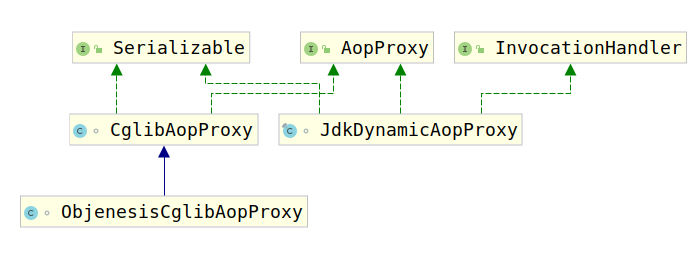 Serializable
AopProxy
InvocationHandler
CglibAopProxy
JdkDynamicAopProxy
ObjenesisCglibAopProxy